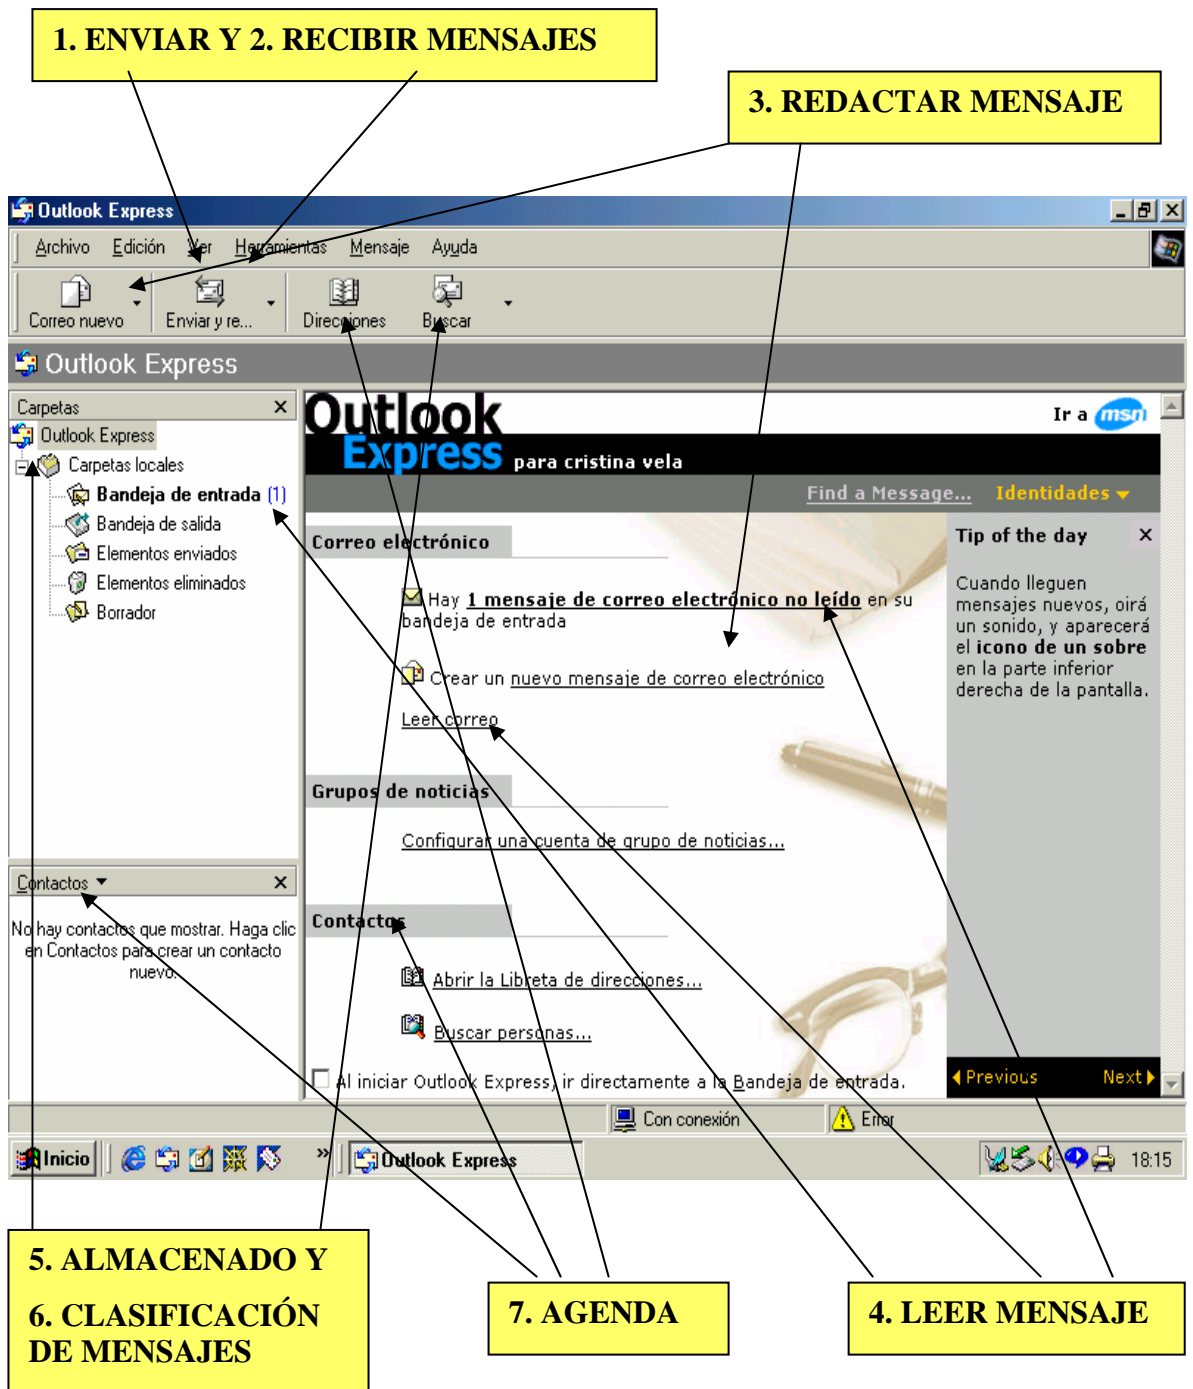 1. ENVIAR Y 2. RECIBIR MENSAJES
3. REDACTAR MENSAJE
Outlook Express
Archivo Edición Ver Herramientas Mensaje Ayuda
Correo nuevo Enviar y re... Direcciones Buscar
Outlook Express
Carpetas
Outlook Express
Carpetas locales
Bandeja de entrada (1)
Bandeja de salida
Elementos enviados
Elementos eliminados
Borrador
Contactos
No hay contactos que mostrar. Haga clic
en Contactos para crear un contacto
nuevo.
Outlook
Express para cristina vela
Ir a msn
Find a Message... Identidades
Correo electrónico
Hay 1 mensaje de correo electrónico no leído en su
bandeja de entrada
Crear un nuevo mensaje de correo electrónico
Leer correo
Grupos de noticias
Configurar una cuenta de grupo de noticias...
Contactos
Abrir la Libreta de direcciones...
Buscar personas...
Al iniciar Outlook Express, ir directamente a la Bandeja de entrada.
Tip of the day
Cuando lleguen
mensajes nuevos, oirá
un sonido, y aparecerá
el icono de un sobre
en la parte inferior
derecha de la pantalla.
Previous Next
Con conexión Error
Inicio » Outlook Express 18:15
5. ALMACENADO Y
6. CLASIFICACIÓN
DE MENSAJES
7. AGENDA
4. LEER MENSAJE